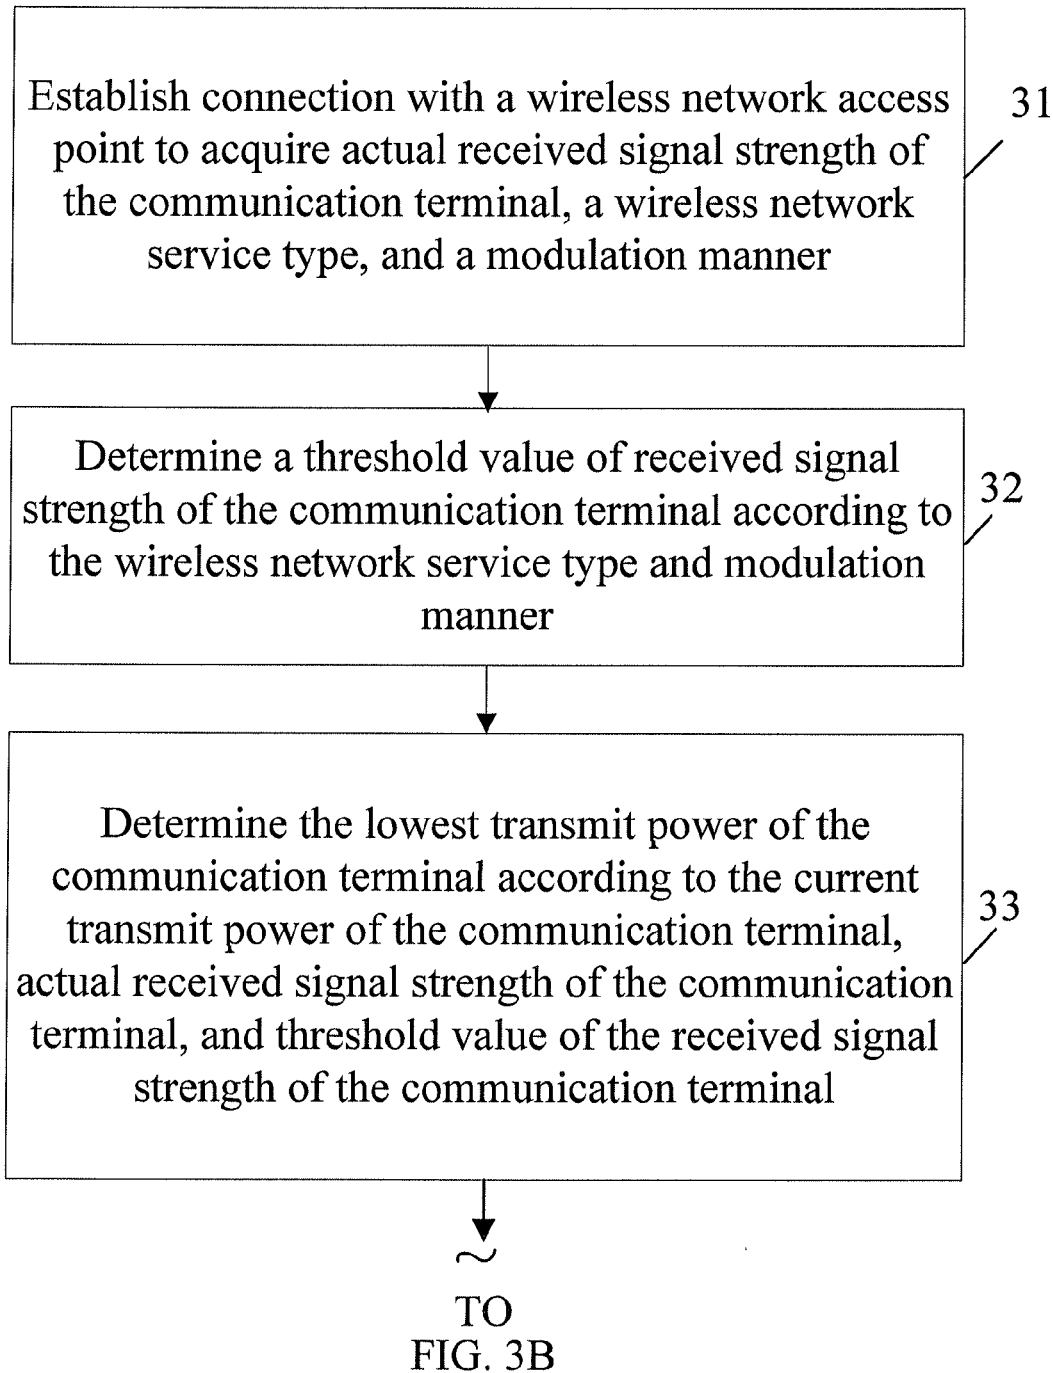 Establish connection with a wireless network access
point to acquire actual received signal strength of
the communication terminal, a wireless network
service type, and a modulation manner
31
Determine a threshold value of received signal
strength of the communication terminal according to
the wireless network service type and modulation
manner
32
Determine the lowest transmit power of the
communication terminal according to the current
transmit power of the communication terminal,
actual received signal strength of the communication
terminal, and threshold value of the received signal
strength of the communication terminal
33
~
TO
FIG. 3B